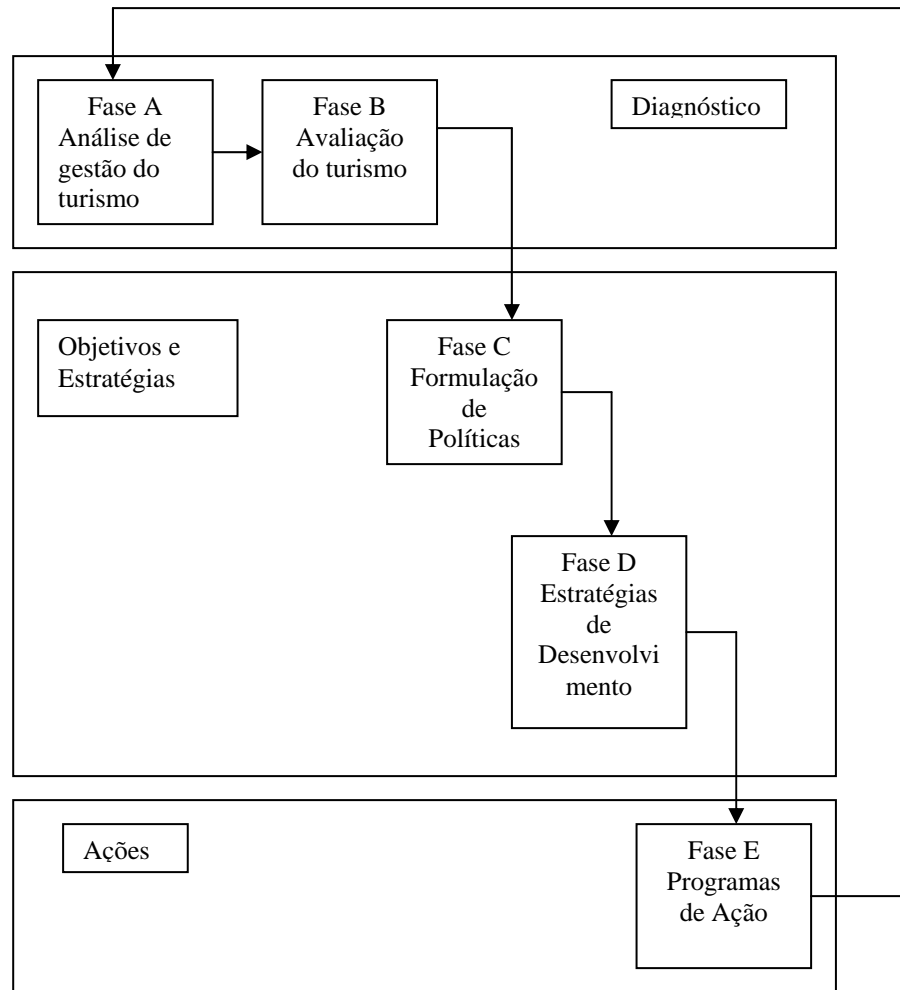 Fase A
Análise de
gestão do
turismo
Fase B
Avaliação
do turismo
Diagnóstico
Objetivos e
Estratégias
Fase C
Formulação
de
Políticas
Fase D
Estratégias
de
Desenvolvi
mento
Ações
Fase E
Programas
de Ação